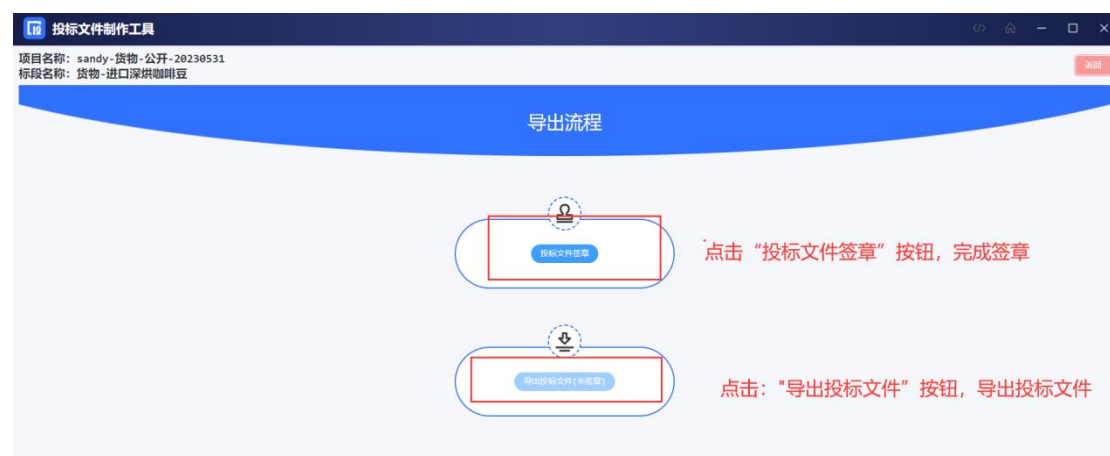 投标文件制作工具
项目名称: sandy-货物-公开-20230531
标段名称: 货物-进口深烘咖啡豆
返回
导出流程
投标文件签章
点击“投标文件签章”按钮，完成签章
导出投标文件(未签章)
点击："导出投标文件”按钮，导出投标文件